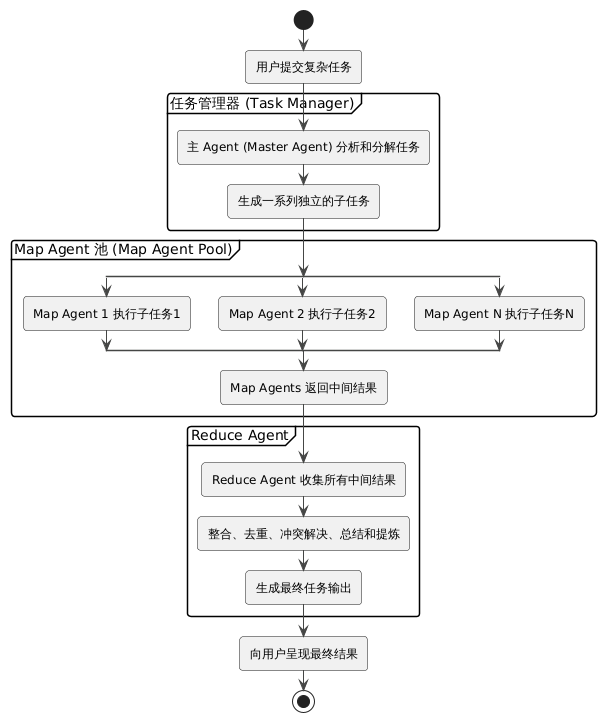 用户提交复杂任务
任务管理器 (Task Manager)
主 Agent (Master Agent) 分析和分解任务
生成一系列独立的子任务
Map Agent 池 (Map Agent Pool)
Map Agent 1 执行子任务1
Map Agent 2 执行子任务2
Map Agent N 执行子任务N
Map Agents 返回中间结果
Reduce Agent
Reduce Agent 收集所有中间结果
整合、去重、冲突解决、总结和提炼
生成最终任务输出
向用户呈现最终结果